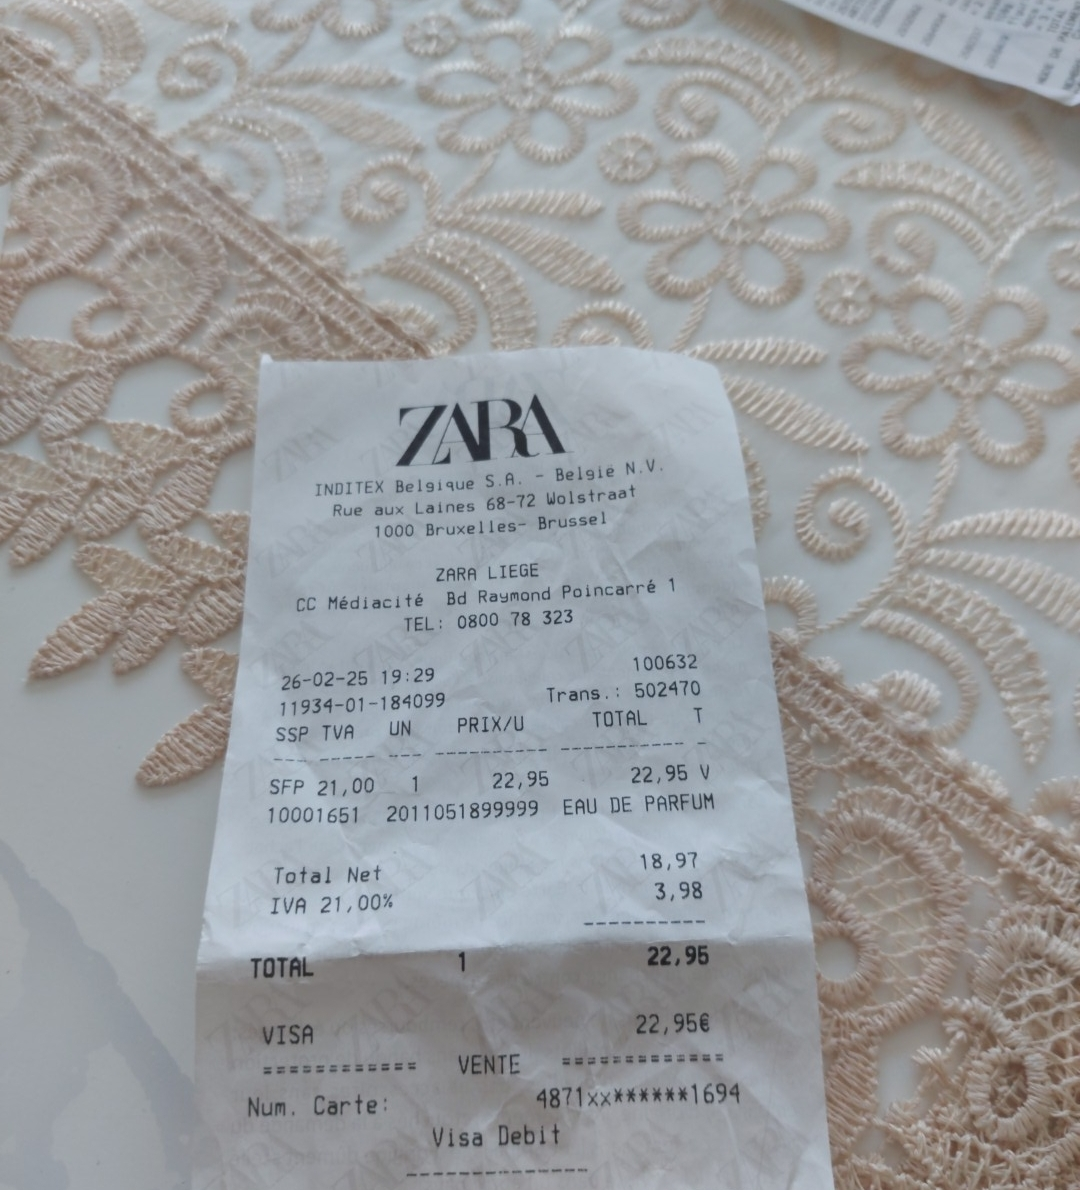 ZARA
INDITEX Belgique S.A. - België N.V.
Rue aux Laines 68-72 Wolstraat
1000 Bruxelles- Brussel
ZARA LIEGE
CC Médiacité Bd Raymond Poincarré 1
TEL: 0800 78 323
26-02-25 19:29 100632
11934-01-184099 Trans.: 502470
SSP TVA UN PRIX/U TOTAL T
SFP 21,00 1 22,95 22,95 V
10001651 2011051899999 EAU DE PARFUM
Total Net 18,97
IVA 21,00% 3,98
TOTAL 1 22,95
VISA 22,95€
============ VENTE ============
Num. Carte: 4871xx******1694
Visa Debit